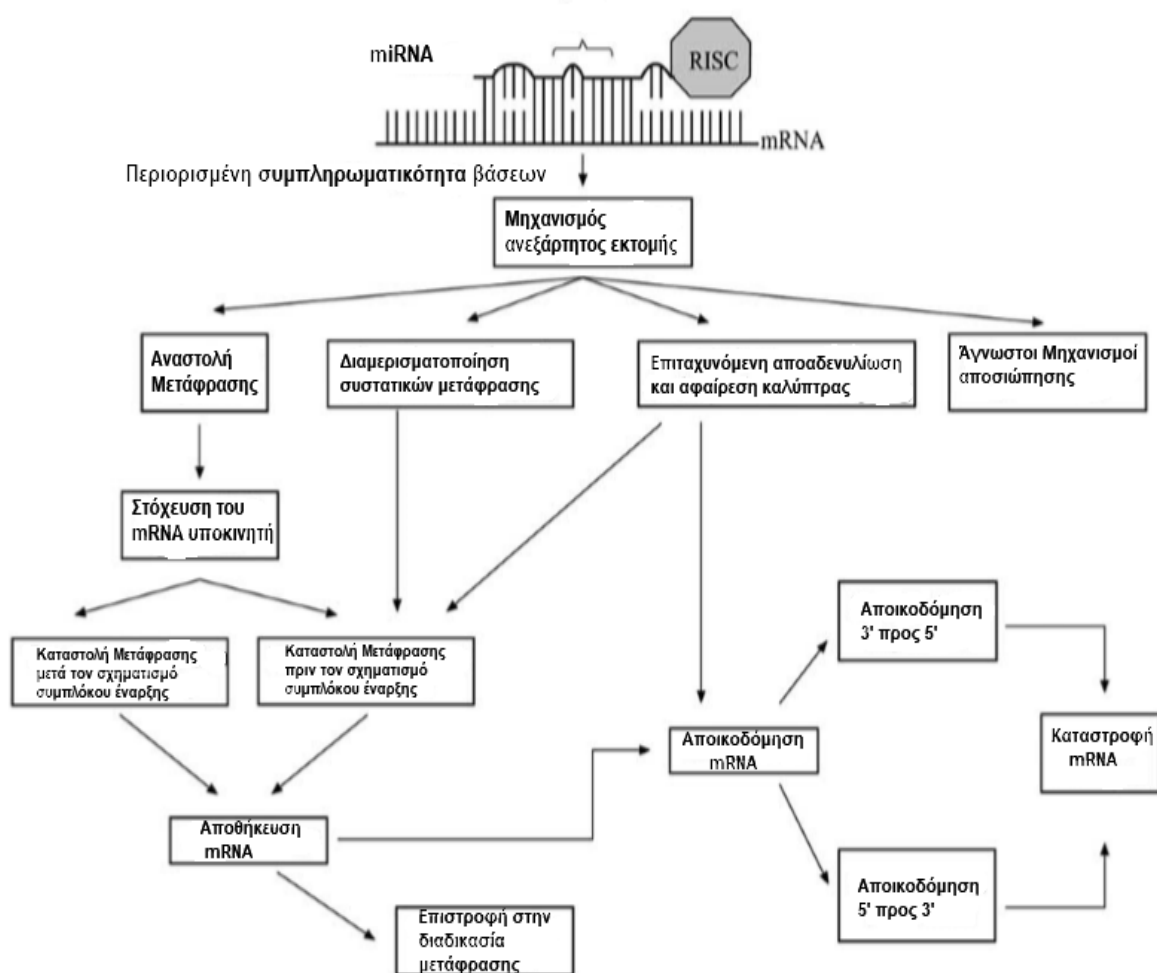 miRNA
RISC
mRNA
Περιορισμένη συμπληρωματικότητα βάσεων
Μηχανισμός
ανεξάρτητος εκτομής
Αναστολή
Μετάφρασης
Διαμερισματοποίηση
συστατικών μετάφρασης
Επιταχυνόμενη αποαδενυλίωση
και αφαίρεση καλύπτρας
Άγνωστοι Μηχανισμοί
αποσιώπησης
Στόχευση του
mRNA υποκινητή
Καταστολή Μετάφρασης
μετά τον σχηματισμό
συμπλόκου έναρξης
Καταστολή Μετάφρασης
πριν τον σχηματισμό
συμπλόκου έναρξης
Αποικοδόμηση
3' προς 5'
Αποικοδόμηση
mRNA
Καταστροφή
mRNA
Αποθήκευση
mRNA
Αποικοδόμηση
5' προς 3'
Επιστροφή στην
διαδικασία
μετάφρασης